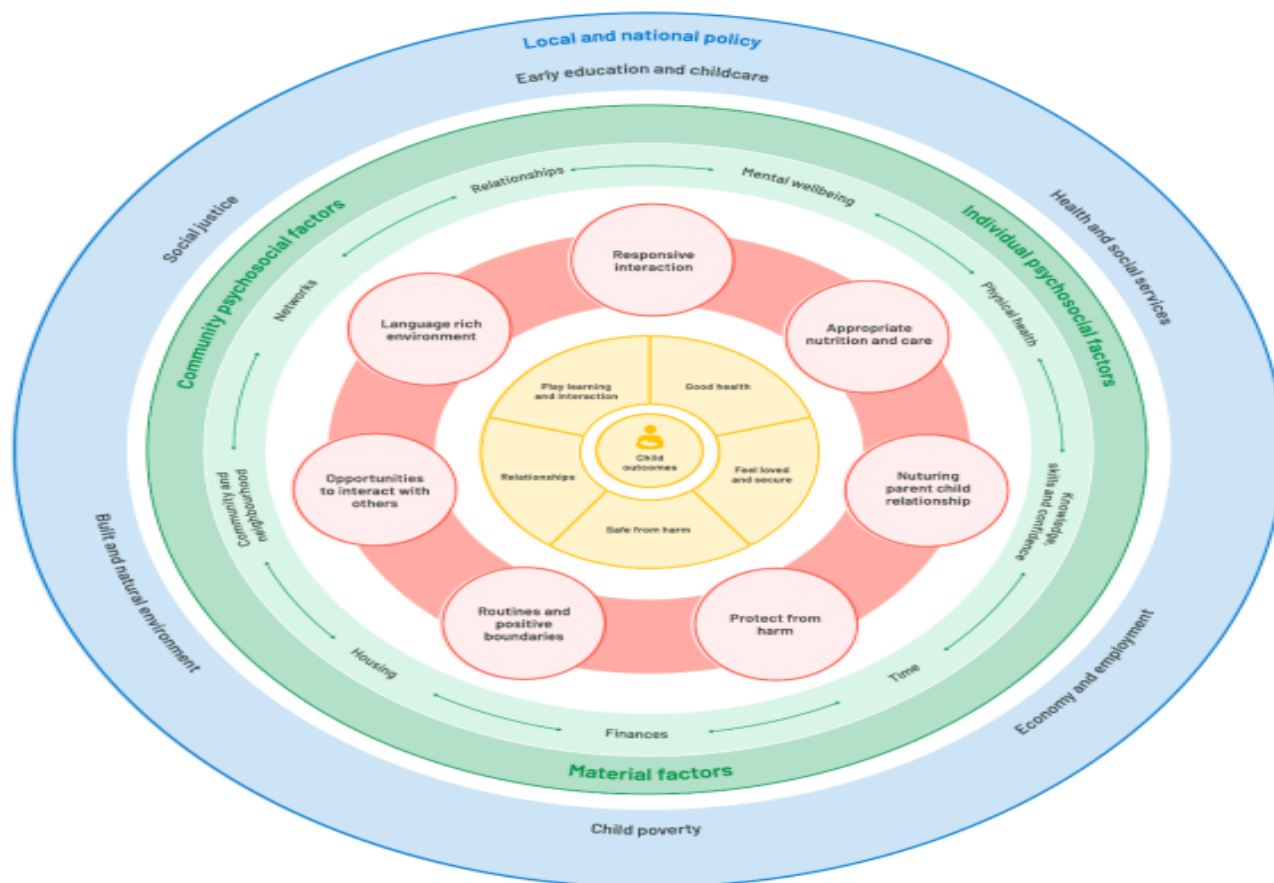 Local and national policy
Early education and childcare
Social justice
Health and social services
Built and natural environment
Economy and employment
Child poverty
Community psychosocial factors
Individual psychosocial factors
Material factors
Relationships
Mental wellbeing
Networks
Physical health
Community and
neighbourhood
Knowledge,
skills and confidence
Housing
Time
Finances
Responsive
interaction
Language rich
environment
Appropriate
nutrition and care
Opportunities
to interact with
others
Nuturing
parent child
relationship
Routines and
positive
boundaries
Protect from
harm
Play learning
and interaction
Good health
Relationships
Feel loved
and secure
Safe from harm
Child
outcomes